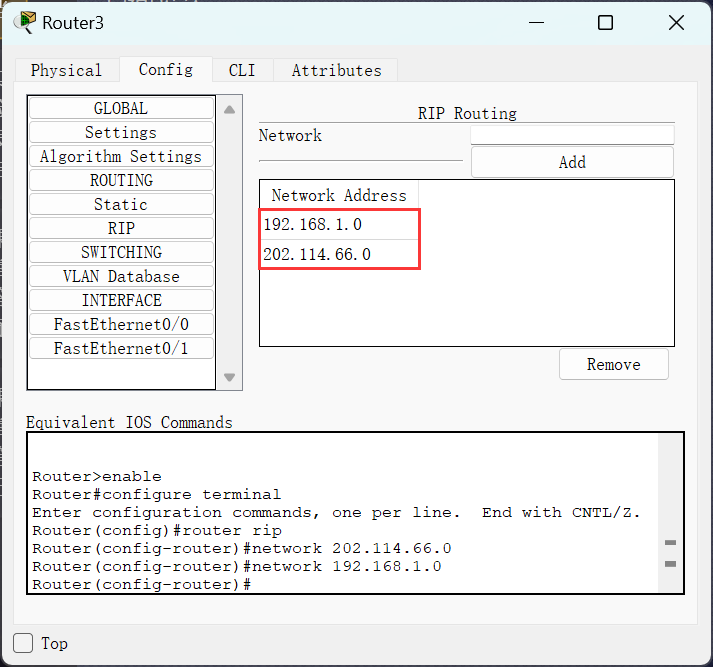 Router3
Physical
Config
CLI
Attributes
GLOBAL
Settings
Algorithm Settings
ROUTING
Static
RIP
SWITCHING
VLAN Database
INTERFACE
FastEthernet0/0
FastEthernet0/1
RIP Routing
Network
Add
Network Address
192.168.1.0
202.114.66.0
Remove
Equivalent IOS Commands
Router>enable
Router#configure terminal
Enter configuration commands, one per line.  End with CNTL/Z.
Router(config)#router rip
Router(config-router)#network 202.114.66.0
Router(config-router)#network 192.168.1.0
Router(config-router)#
Top